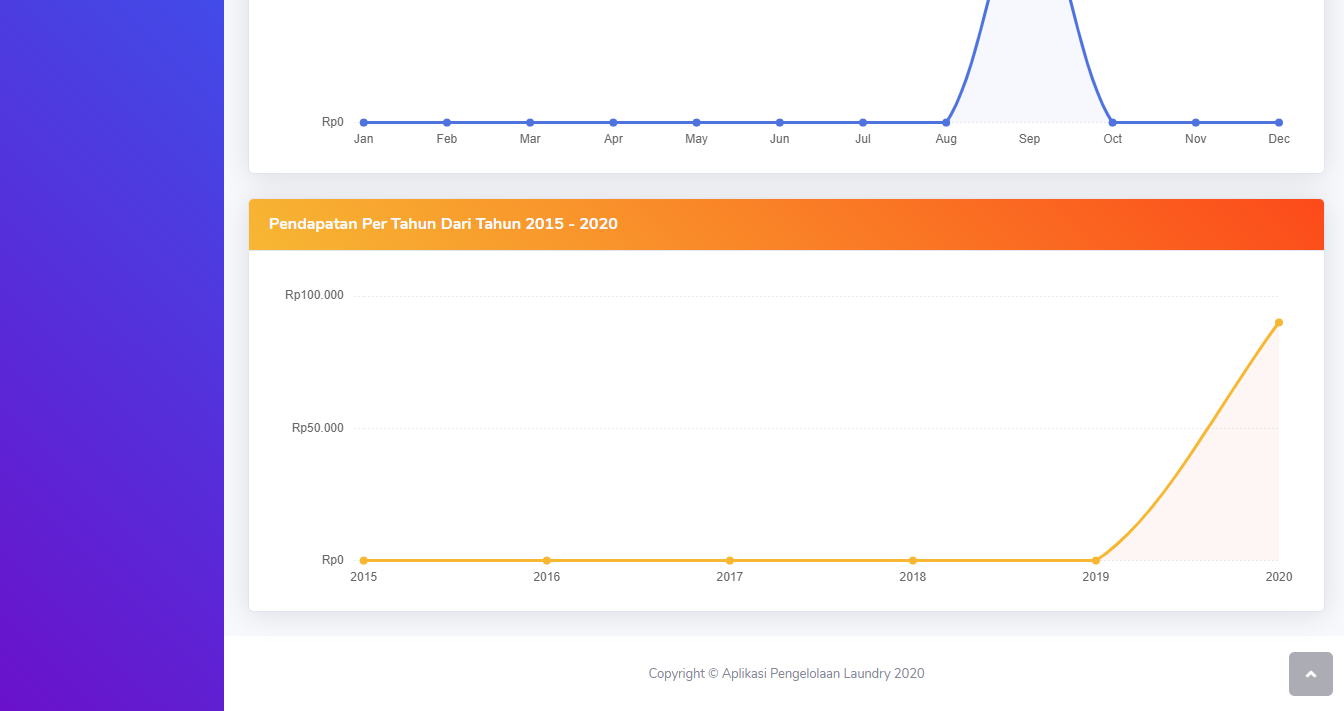 Rp0
Jan Feb Mar Apr May Jun Jul Aug Sep Oct Nov Dec
Pendapatan Per Tahun Dari Tahun 2015 - 2020
Rp100.000
Rp50.000
Rp0
2015 2016 2017 2018 2019 2020
Copyright © Aplikasi Pengelolaan Laundry 2020